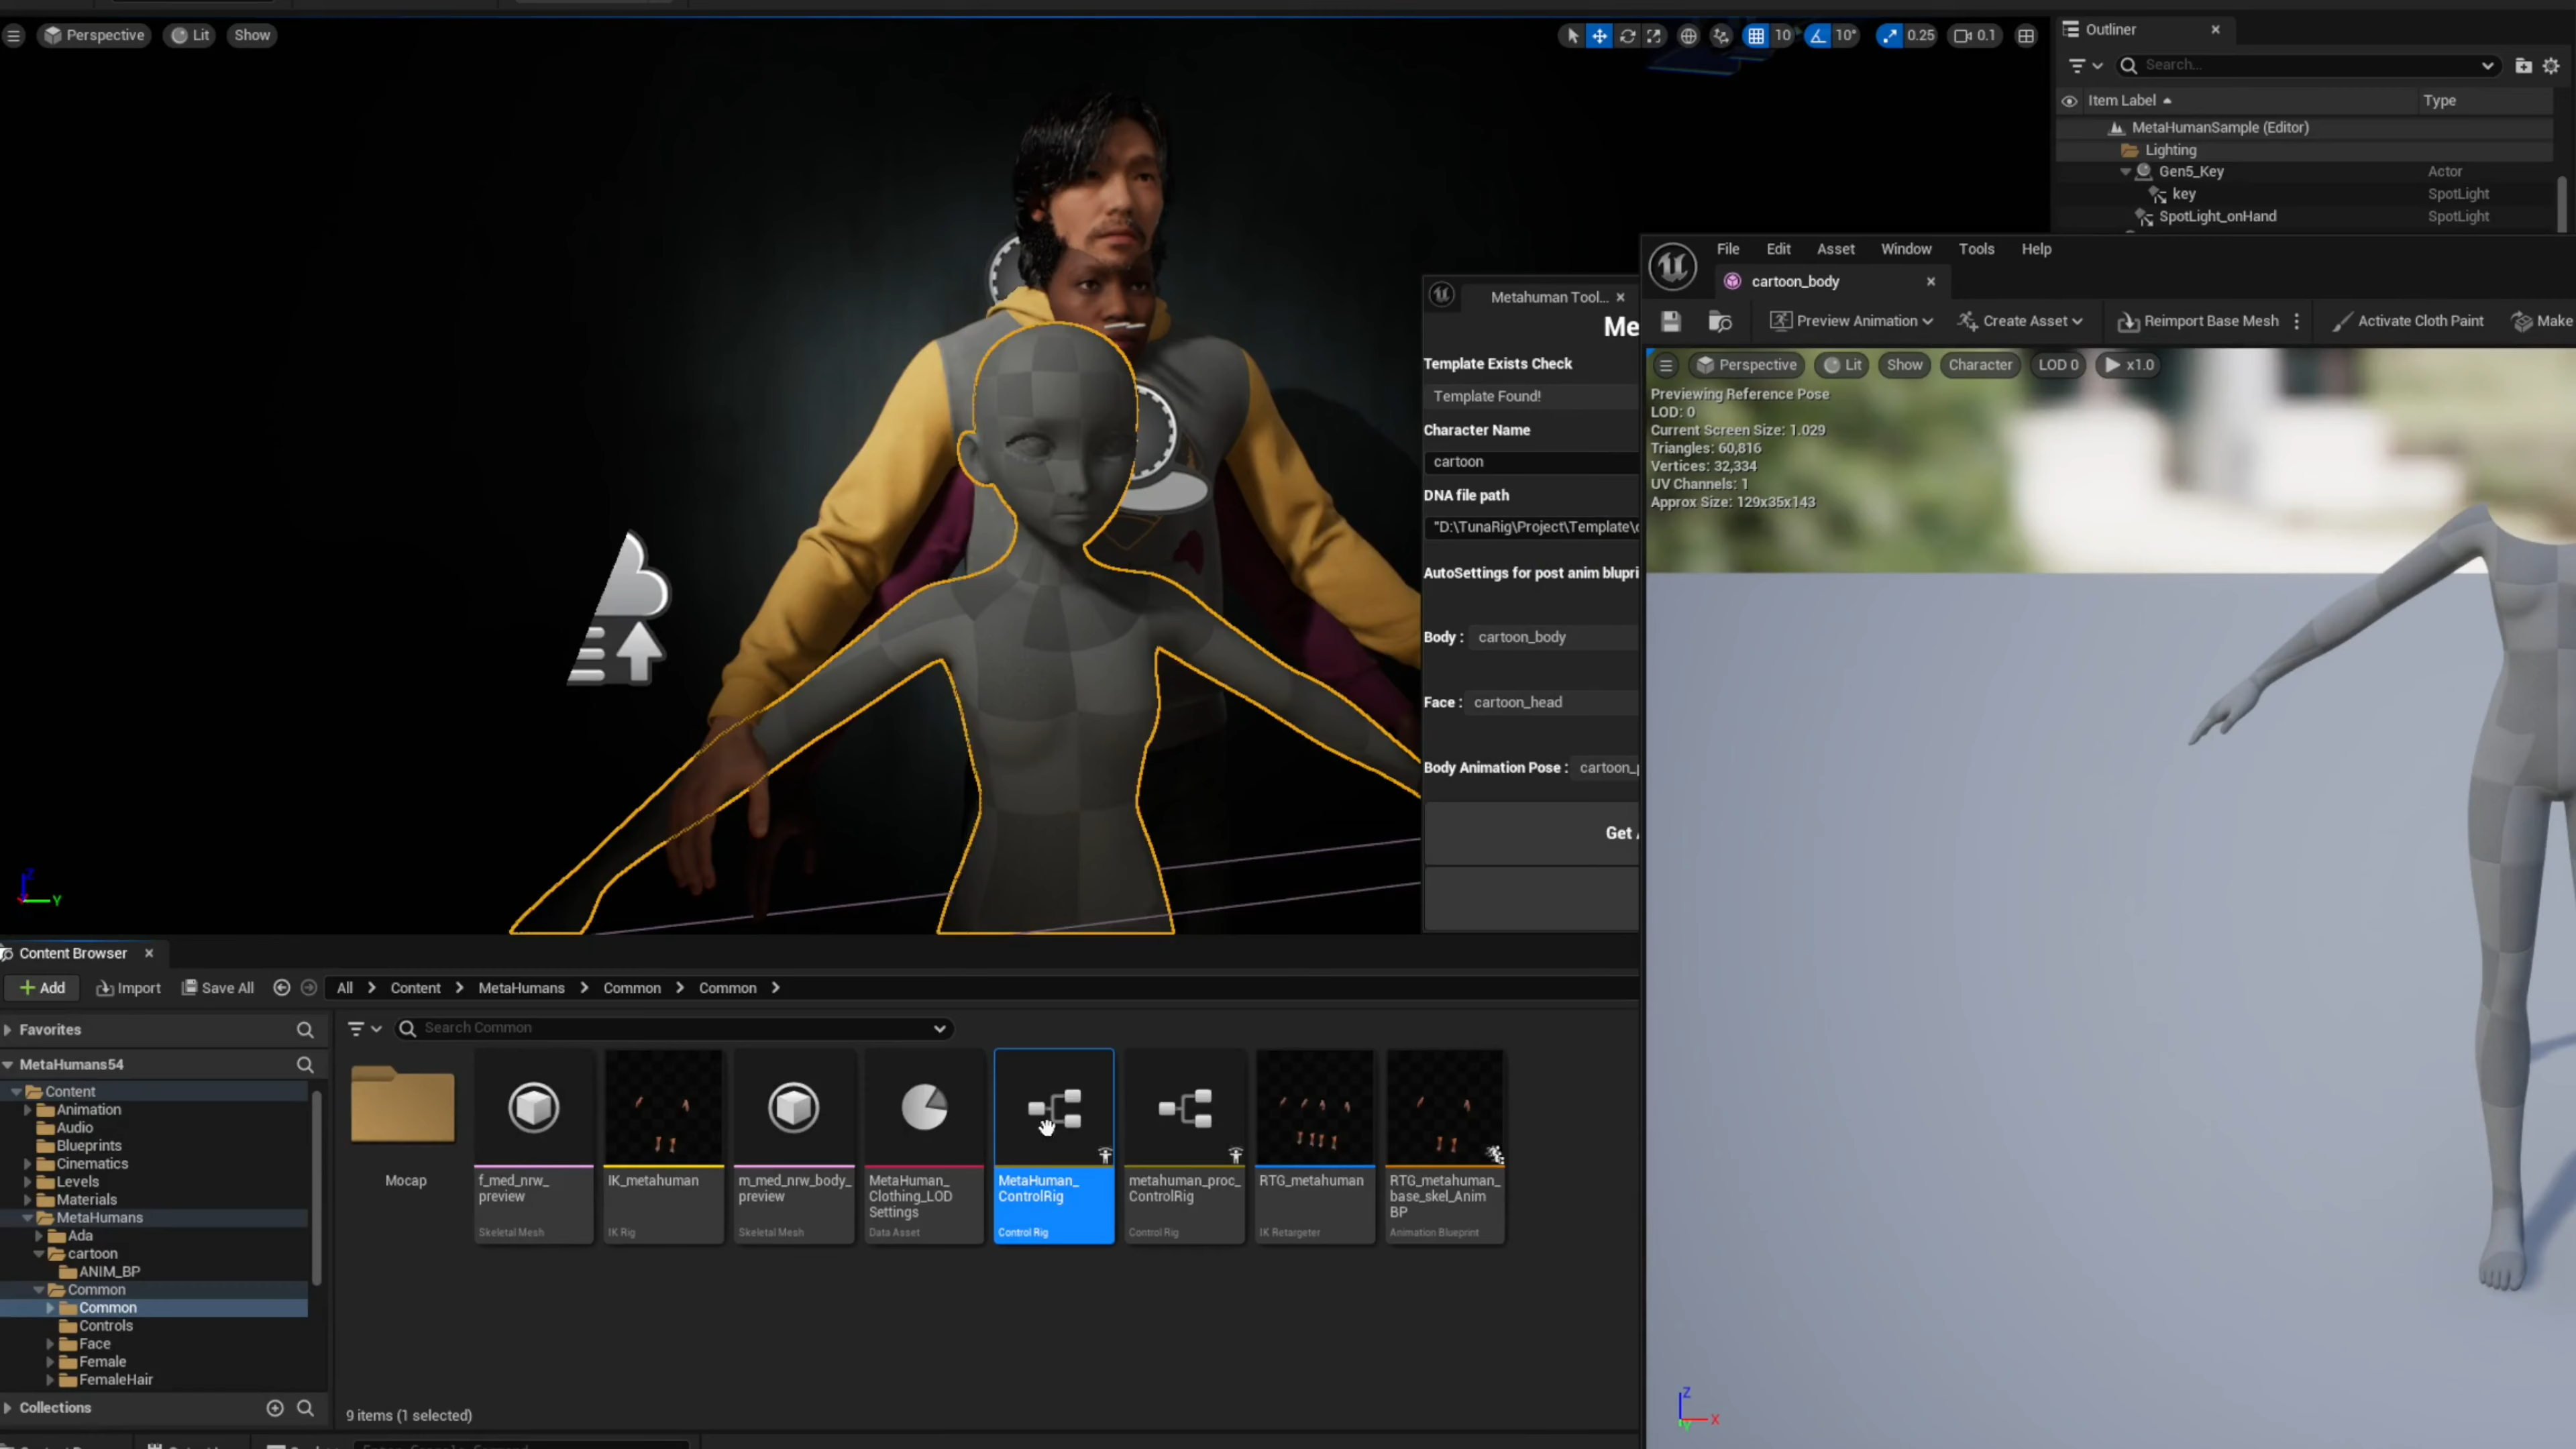 Perspective
Lit
Show
10
10°
0.25
0.1
Outliner
Search...
Item Label
Type
MetaHumanSample (Editor)
Lighting
Gen5_Key
Actor
key
SpotLight
SpotLight_onHand
SpotLight
File
Edit
Asset
Window
Tools
Help
cartoon_body
Preview Animation
Create Asset
Reimport Base Mesh
Activate Cloth Paint
Make
Perspective
Lit
Show
Character
LOD 0
x1.0
Previewing Reference Pose
LOD: 0
Current Screen Size: 1.029
Triangles: 60,816
Vertices: 32,334
UV Channels: 1
Approx Size: 129x35x143
Metahuman Tool...
Me
Template Exists Check
Template Found!
Character Name
cartoon
DNA file path
"D:\TunaRig\Project\Template\
AutoSettings for post anim blupri
Body : cartoon_body
Face : cartoon_head
Body Animation Pose : cartoon_
Get
Z
Y
Content Browser
Add
Import
Save All
All > Content > MetaHumans > Common > Common >
Favorites
Search Common
MetaHumans54
Content
Animation
Audio
Blueprints
Cinematics
Levels
Materials
MetaHumans
Ada
cartoon
ANIM_BP
Common
Common
Controls
Face
Female
FemaleHair
Collections
Mocap
f_med_nrw_
preview
Skeletal Mesh
IK_metahuman
IK Rig
m_med_nrw_body_
preview
Skeletal Mesh
MetaHuman_
Clothing_LOD
Settings
Data Asset
MetaHuman_
ControlRig
Control Rig
metahuman_proc_
ControlRig
Control Rig
RTG_metahuman
IK Retargeter
RTG_metahuman_
base_skel_Anim
BP
Animation Blueprint
9 items (1 selected)
Z
X
Y